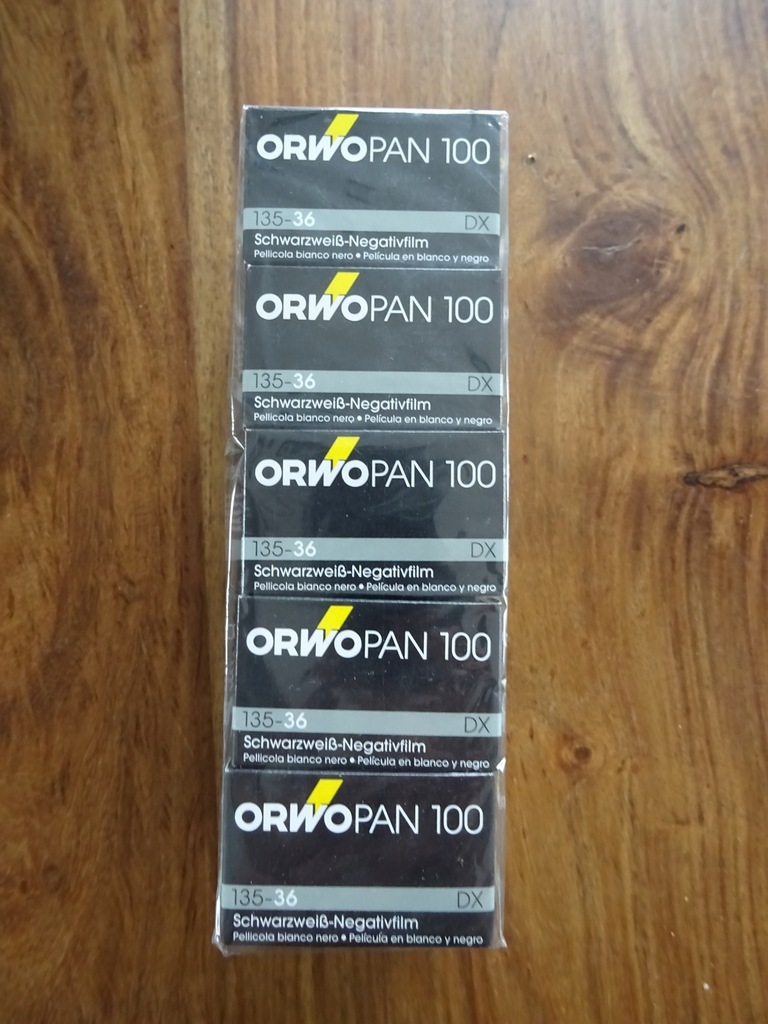 ORWOPAN 100
135-36 DX
Schwarzweiß-Negativfilm
Pellicola bianco nero • Película en blanco y negro
ORWOPAN 100
135-36 DX
Schwarzweiß-Negativfilm
Pellicola bianco nero • Película en blanco y negro
ORWOPAN 100
135-36 DX
Schwarzweiß-Negativfilm
Pellicola bianco nero • Película en blanco y negro
ORWOPAN 100
135-36 DX
Schwarzweiß-Negativfilm
Pellicola bianco nero • Película en blanco y negro
ORWOPAN 100
135-36 DX
Schwarzweiß-Negativfilm
Pellicola bianco nero • Película en blanco y negro